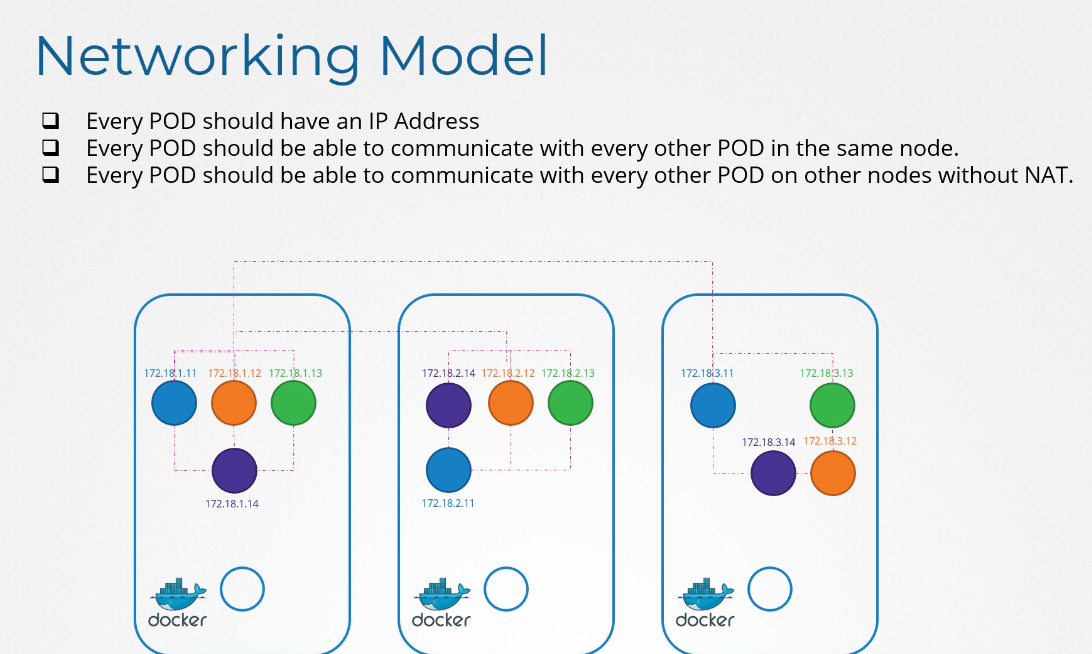 Networking Model
Every POD should have an IP Address
Every POD should be able to communicate with every other POD in the same node.
Every POD should be able to communicate with every other POD on other nodes without NAT.
172.18.1.11 172.18.1.12 172.18.1.13
172.18.1.14
docker
172.18.2.14 172.18.2.12 172.18.2.13
172.18.2.11
docker
172.18.3.11 172.18.3.13
172.18.3.14 172.18.3.12
docker